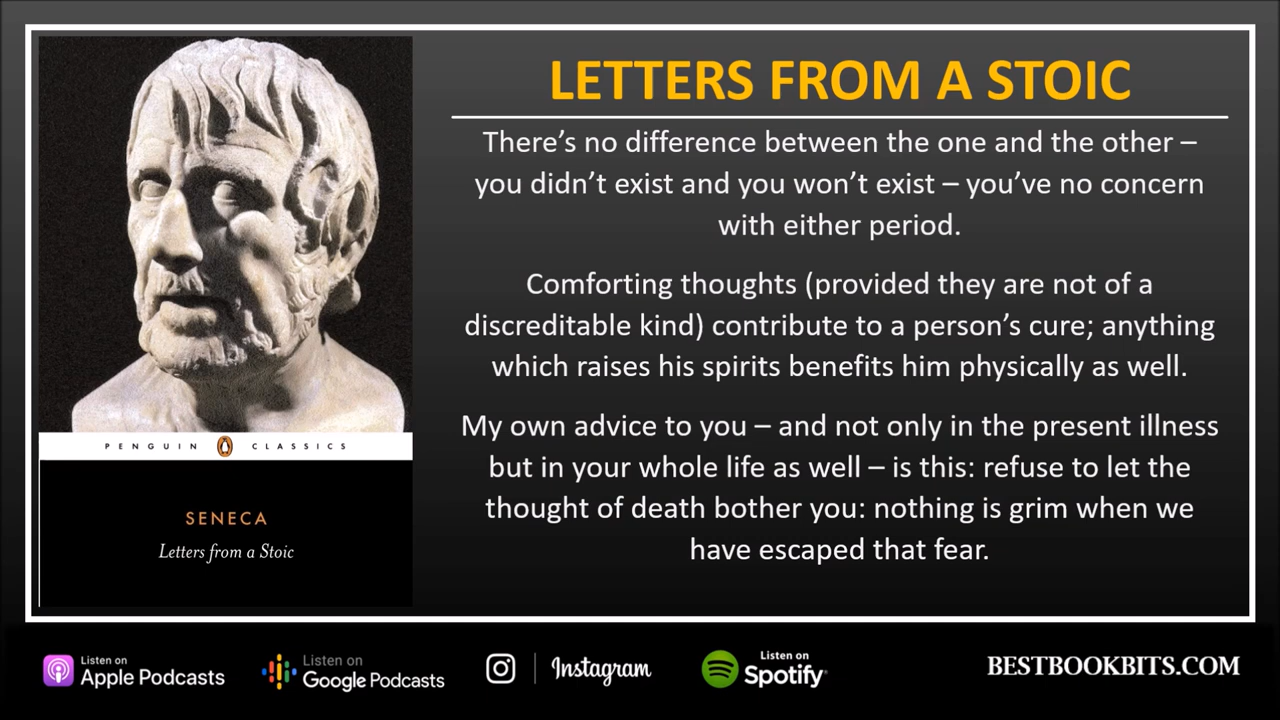 LETTERS FROM A STOIC
There’s no difference between the one and the other –
you didn’t exist and you won’t exist – you’ve no concern
with either period.
Comforting thoughts (provided they are not of a
discreditable kind) contribute to a person’s cure; anything
which raises his spirits benefits him physically as well.
My own advice to you – and not only in the present illness
but in your whole life as well – is this: refuse to let the
thought of death bother you: nothing is grim when we
have escaped that fear.
PENGUIN CLASSICS
SENECA
Letters from a Stoic
Listen on
Apple Podcasts
Listen on
Google Podcasts
Instagram
Listen on
Spotify
BESTBOOKBITS.COM